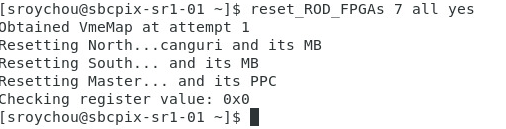 [sroychou@sbcpix-sr1-01 ~]$ reset_ROD_FPGAs 7 all yes
Obtained VmeMap at attempt 1
Resetting North...canguri and its MB
Resetting South... and its MB
Resetting Master... and its PPC
Checking register value: 0x0
[sroychou@sbcpix-sr1-01 ~]$